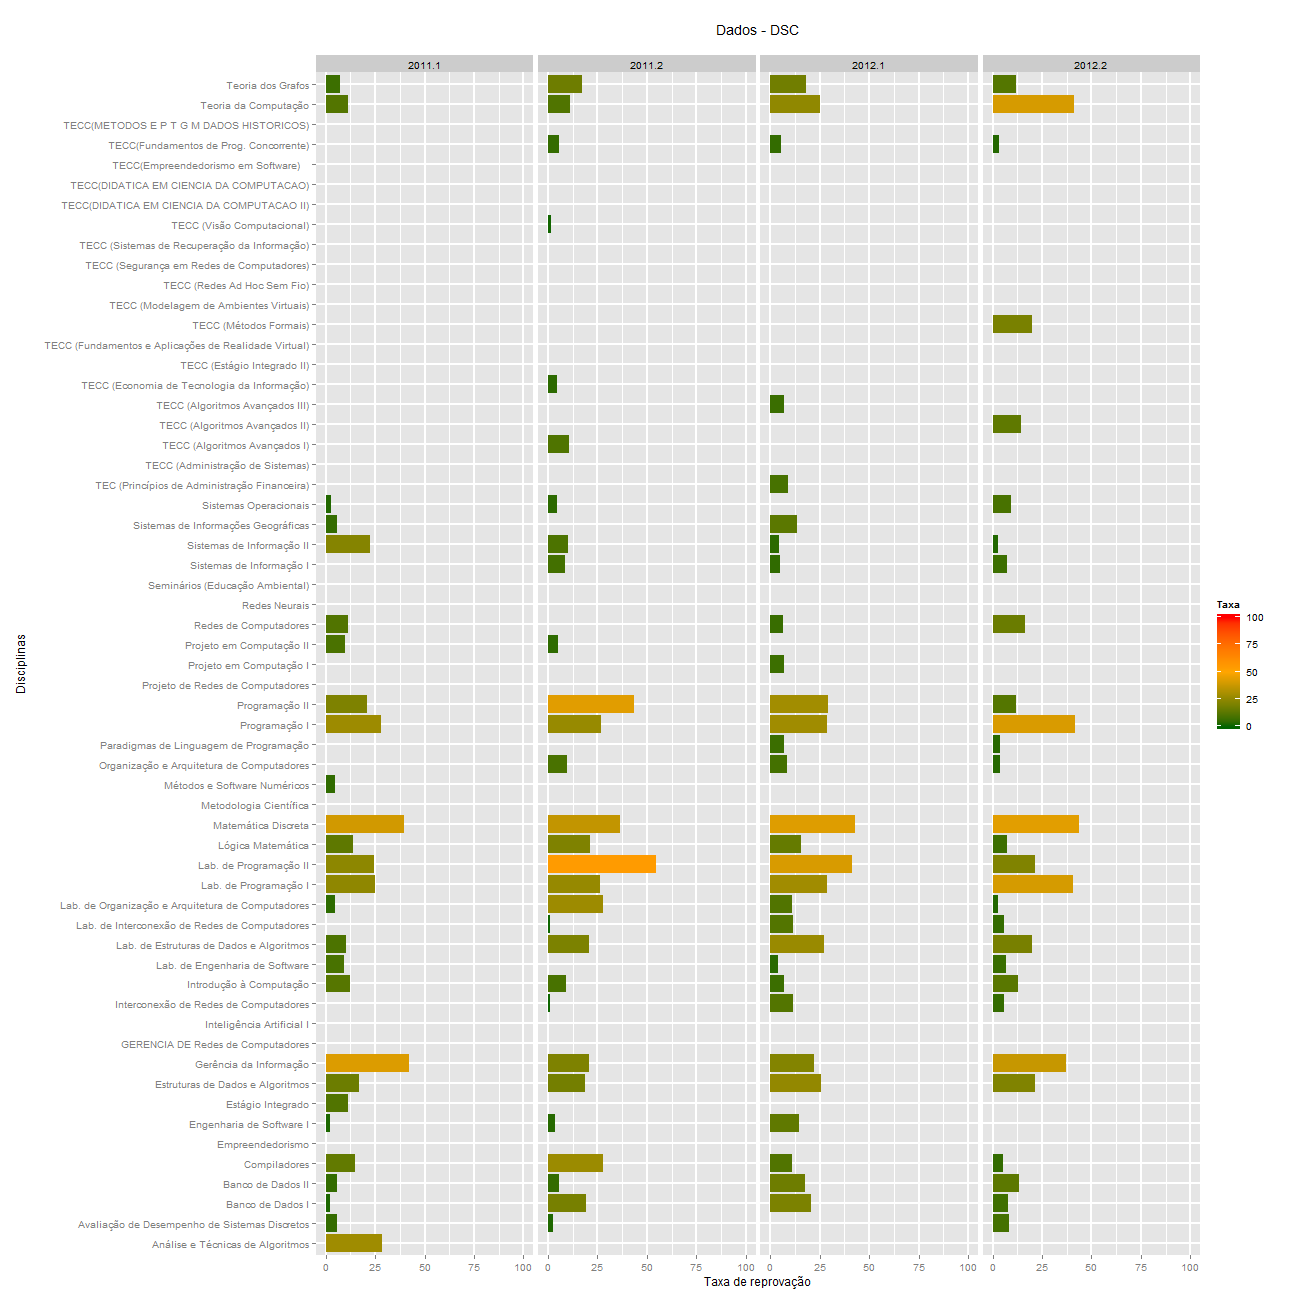 Dados - DSC
2011.1 2011.2 2012.1 2012.2
Teoria dos Grafos
Teoria da Computação
TECC(METODOS E P T G M DADOS HISTORICOS)
TECC(Fundamentos de Prog. Concorrente)
TECC(Empreendedorismo em Software)
TECC(DIDATICA EM CIENCIA DA COMPUTACAO)
TECC(DIDATICA EM CIENCIA DA COMPUTACAO II)
TECC (Visão Computacional)
TECC (Sistemas de Recuperação da Informação)
TECC (Segurança em Redes de Computadores)
TECC (Redes Ad Hoc Sem Fio)
TECC (Modelagem de Ambientes Virtuais)
TECC (Métodos Formais)
TECC (Fundamentos e Aplicações de Realidade Virtual)
TECC (Estágio Integrado II)
TECC (Economia de Tecnologia da Informação)
TECC (Algoritmos Avançados III)
TECC (Algoritmos Avançados II)
TECC (Algoritmos Avançados I)
TECC (Administração de Sistemas)
TEC (Princípios de Administração Financeira)
Sistemas Operacionais
Sistemas de Informações Geográficas
Sistemas de Informação II
Sistemas de Informação I
Seminários (Educação Ambiental)
Redes Neurais
Redes de Computadores
Projeto em Computação II
Projeto em Computação I
Projeto de Redes de Computadores
Programação II
Programação I
Paradigmas de Linguagem de Programação
Organização e Arquitetura de Computadores
Métodos e Software Numéricos
Metodologia Científica
Matemática Discreta
Lógica Matemática
Lab. de Programação II
Lab. de Programação I
Lab. de Organização e Arquitetura de Computadores
Lab. de Interconexão de Redes de Computadores
Lab. de Estruturas de Dados e Algoritmos
Lab. de Engenharia de Software
Introdução à Computação
Interconexão de Redes de Computadores
Inteligência Artificial I
GERENCIA DE Redes de Computadores
Gerência da Informação
Estruturas de Dados e Algoritmos
Estágio Integrado
Engenharia de Software I
Empreendedorismo
Compiladores
Banco de Dados II
Banco de Dados I
Avaliação de Desempenho de Sistemas Discretos
Análise e Técnicas de Algoritmos
0 25 50 75 100 0 25 50 75 100 0 25 50 75 100 0 25 50 75 100
Taxa de reprovação
Disciplinas
Taxa
100
75
50
25
0